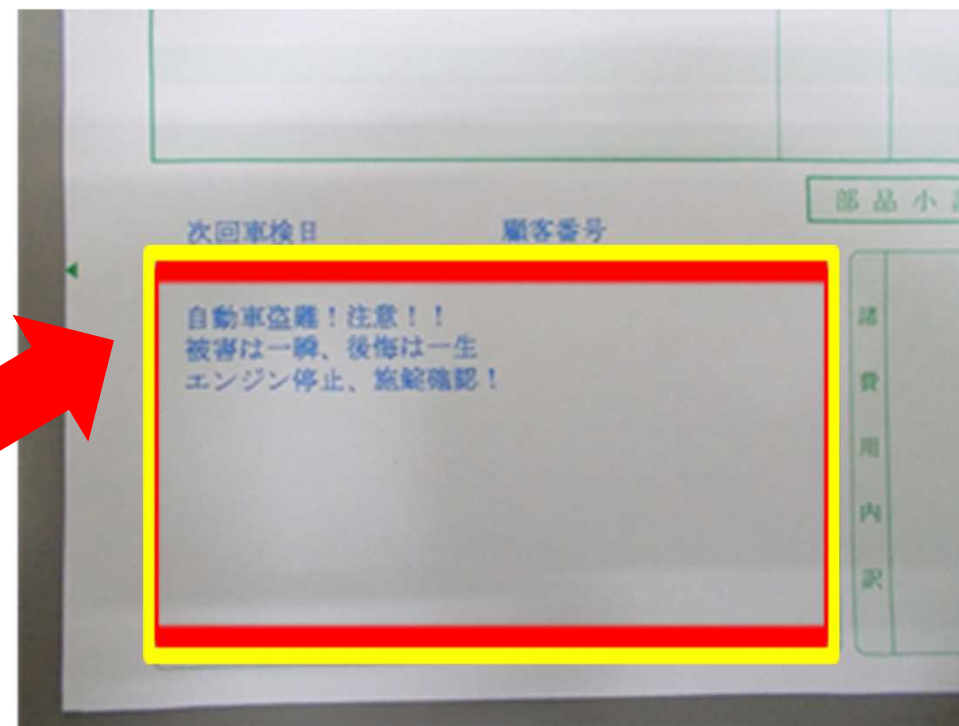 部品小
次回車検日 顧客番号
自動車盗難!注意!!
被害は一瞬、後悔は一生
エンジン停止、施錠確認!
諸費用内訳